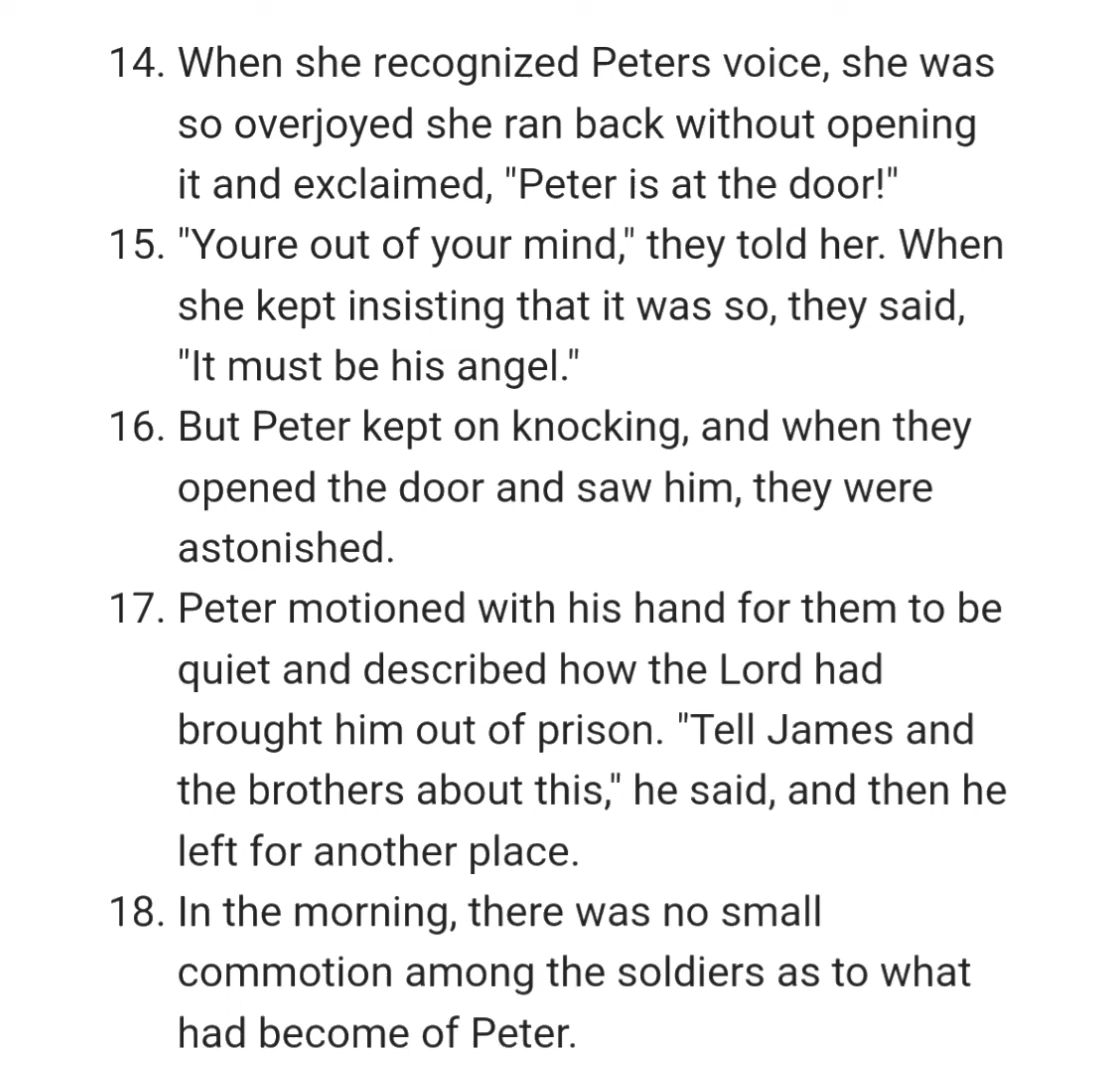 14. When she recognized Peters voice, she was
so overjoyed she ran back without opening
it and exclaimed, "Peter is at the door!"
15. "Youre out of your mind," they told her. When
she kept insisting that it was so, they said,
"It must be his angel."
16. But Peter kept on knocking, and when they
opened the door and saw him, they were
astonished.
17. Peter motioned with his hand for them to be
quiet and described how the Lord had
brought him out of prison. "Tell James and
the brothers about this," he said, and then he
left for another place.
18. In the morning, there was no small
commotion among the soldiers as to what
had become of Peter.